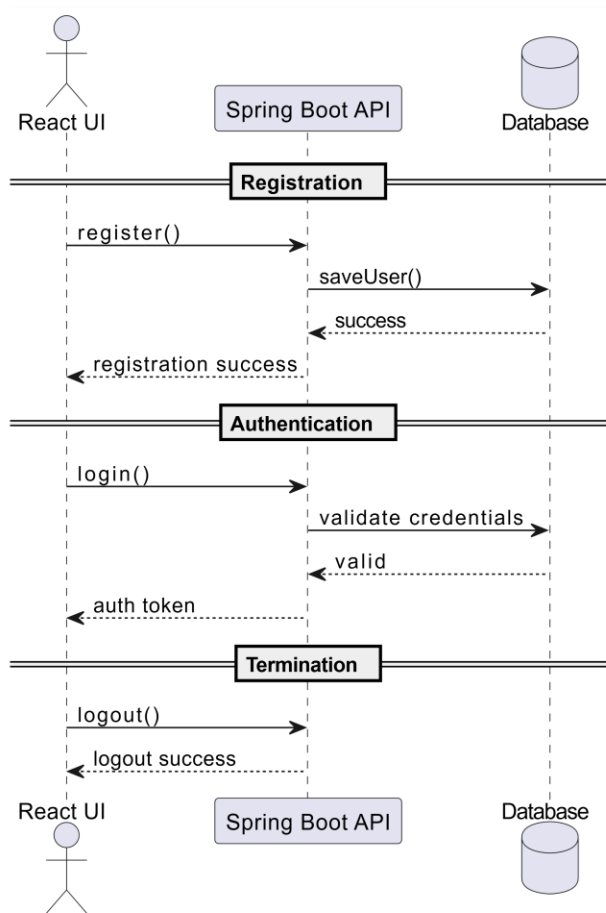 React UI
Spring Boot API
Database
Registration
register()
saveUser()
success
registration success
Authentication
login()
validate credentials
valid
auth token
Termination
logout()
logout success
React UI
Spring Boot API
Database